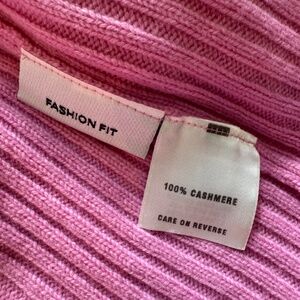 FASHION FIT
100% CASHMERE
CARE ON REVERSE